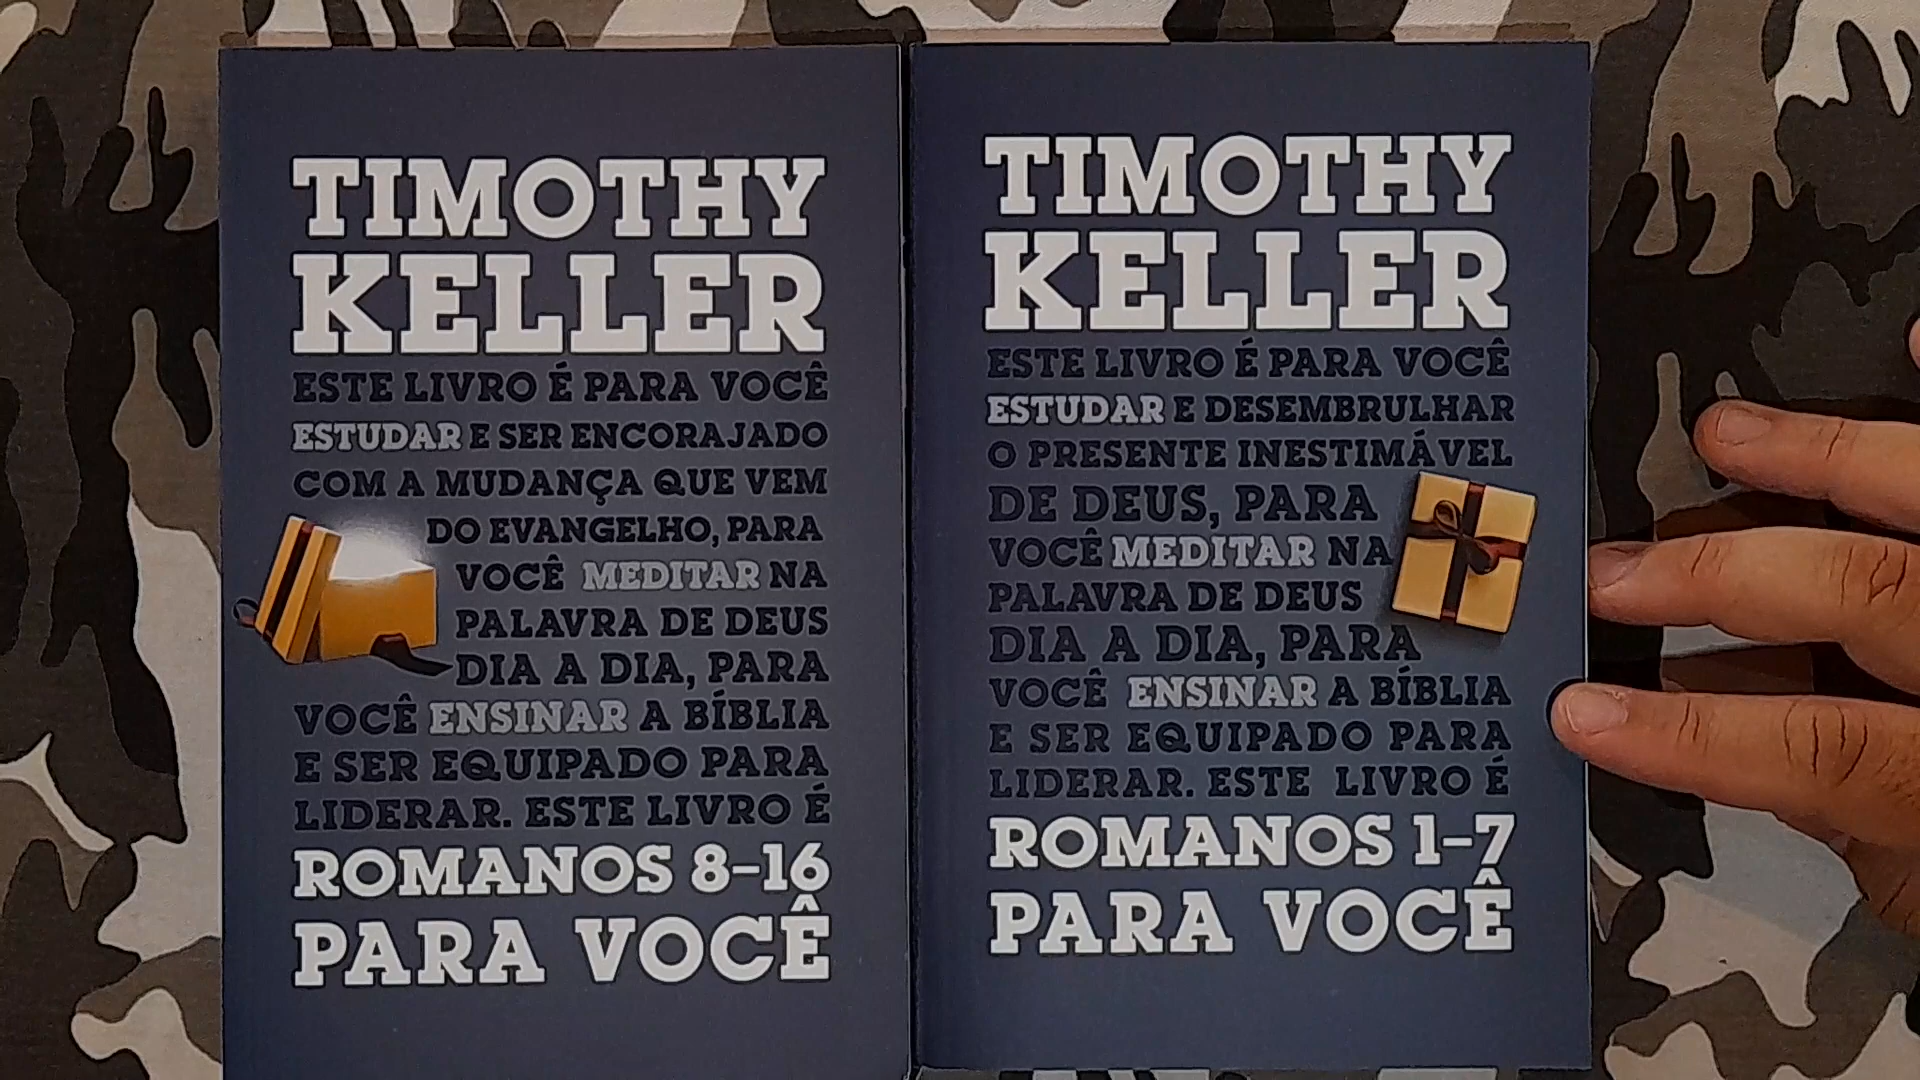 TIMOTHY
KELLER
ESTE LIVRO É PARA VOCÊ
ESTUDAR E SER ENCORAJADO
COM A MUDANÇA QUE VEM
DO EVANGELHO, PARA
VOCÊ MEDITAR NA
PALAVRA DE DEUS
DIA A DIA, PARA
VOCÊ ENSINAR A BÍBLIA
E SER EQUIPADO PARA
LIDERAR. ESTE LIVRO É
ROMANOS 8–16
PARA VOCÊ
TIMOTHY
KELLER
ESTE LIVRO É PARA VOCÊ
ESTUDAR E DESEMBRULHAR
O PRESENTE INESTIMÁVEL
DE DEUS, PARA
VOCÊ MEDITAR NA
PALAVRA DE DEUS
DIA A DIA, PARA
VOCÊ ENSINAR A BÍBLIA
E SER EQUIPADO PARA
LIDERAR. ESTE LIVRO É
ROMANOS 1–7
PARA VOCÊ